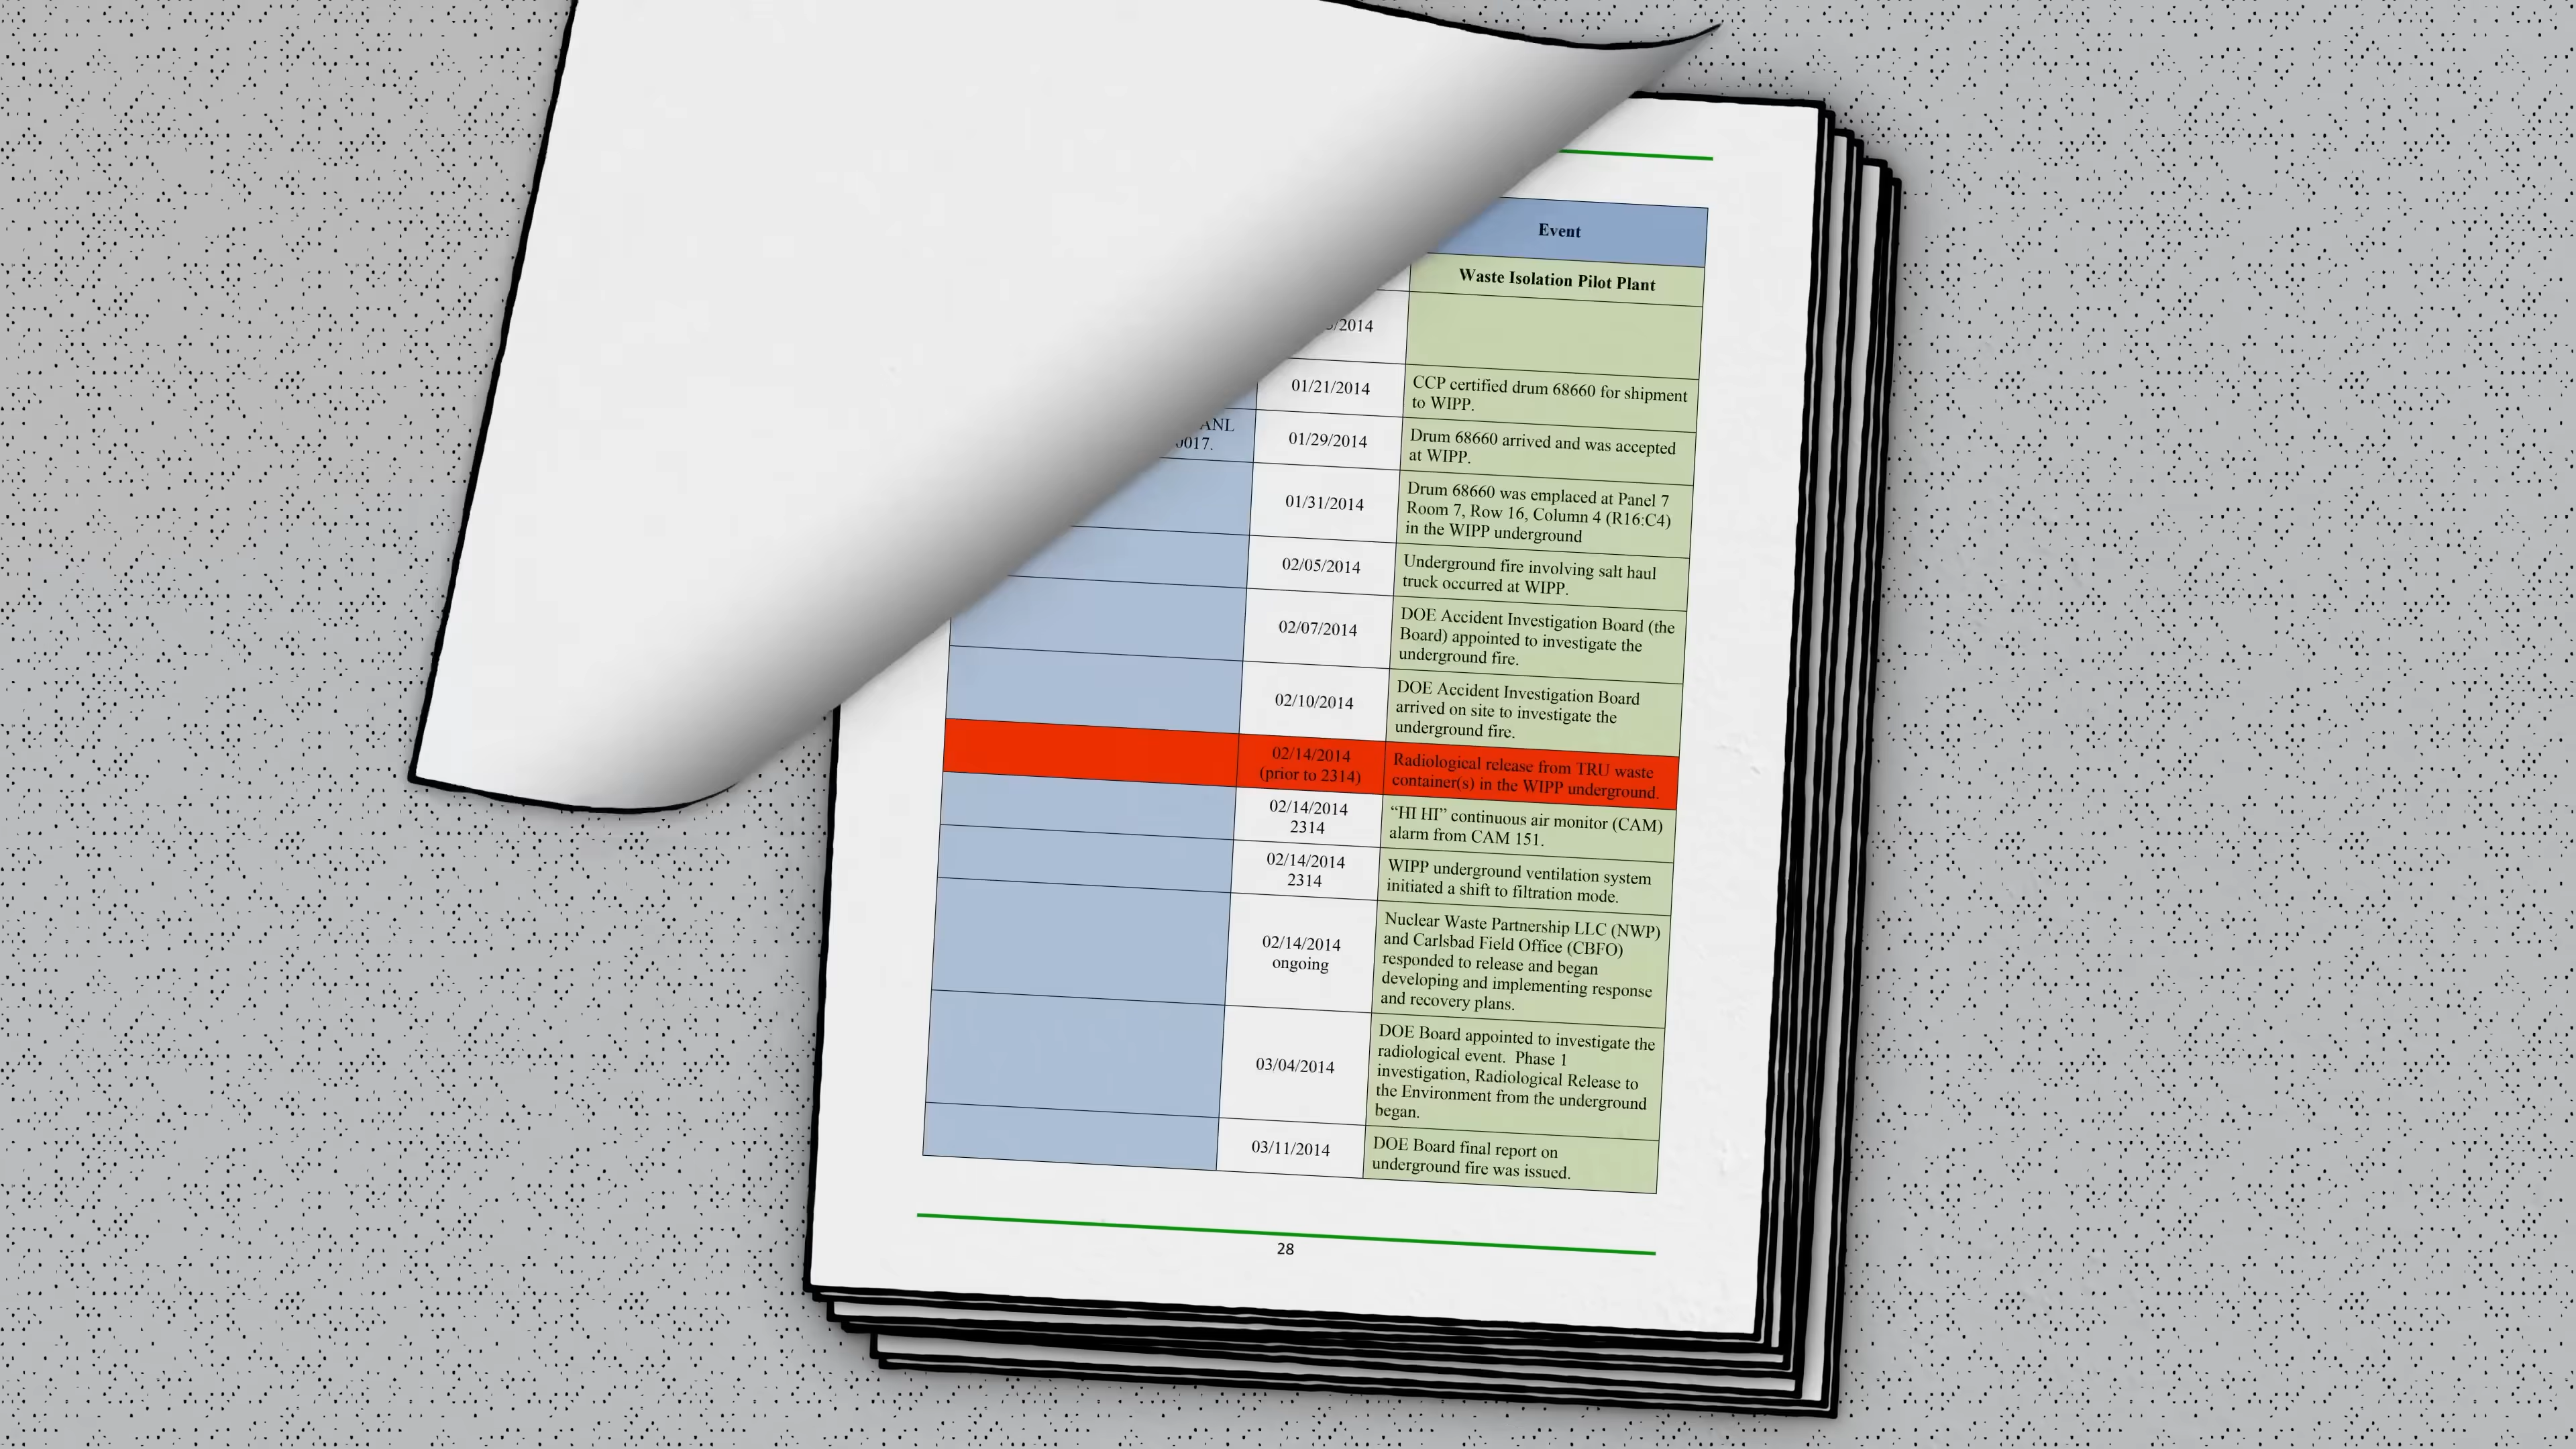 Event
Waste Isolation Pilot Plant
/2014
01/21/2014
CCP certified drum 68660 for shipment
to WIPP.
ANL
0017.
01/29/2014
Drum 68660 arrived and was accepted
at WIPP.
01/31/2014
Drum 68660 was emplaced at Panel 7
Room 7, Row 16, Column 4 (R16:C4)
in the WIPP underground
02/05/2014
Underground fire involving salt haul
truck occurred at WIPP.
02/07/2014
DOE Accident Investigation Board (the
Board) appointed to investigate the
underground fire.
02/10/2014
DOE Accident Investigation Board
arrived on site to investigate the
underground fire.
02/14/2014
(prior to 2314)
Radiological release from TRU waste
container(s) in the WIPP underground.
02/14/2014
2314
“HI HI” continuous air monitor (CAM)
alarm from CAM 151.
02/14/2014
2314
WIPP underground ventilation system
initiated a shift to filtration mode.
02/14/2014
ongoing
Nuclear Waste Partnership LLC (NWP)
and Carlsbad Field Office (CBFO)
responded to release and began
developing and implementing response
and recovery plans.
03/04/2014
DOE Board appointed to investigate the
radiological event. Phase 1
investigation, Radiological Release to
the Environment from the underground
began.
03/11/2014
DOE Board final report on
underground fire was issued.
28